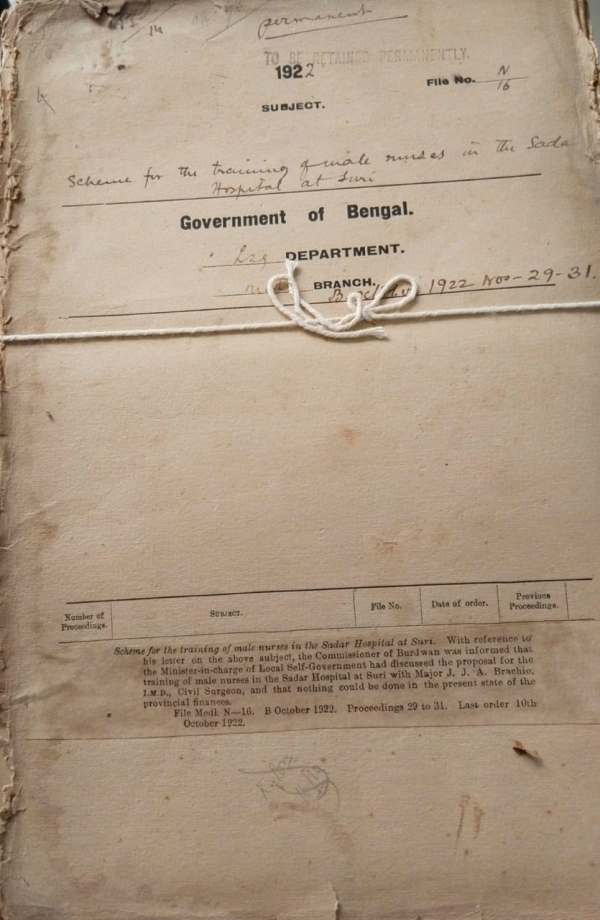 permanent
TO BE RETAINED PERMANENTLY.
1922
File No. N/16
SUBJECT.
Scheme for the training of male nurses in the Sada
Hospital at Suri
Government of Bengal.
DEPARTMENT.
BRANCH.
1922 Nos-29-31.
Number of Proceedings.
SUBJECT.
File No.
Date of order.
Previous Proceedings.
Scheme for the training of male nurses in the Sadar Hospital at Suri. With reference to
his letter on the above subject, the Commissioner of Burdwan was informed that
the Minister-in-charge of Local Self-Government had discussed the proposal for the
training of male nurses in the Sadar Hospital at Suri with Major J. J. A. Brachio,
I.M.D., Civil Surgeon, and that nothing could be done in the present state of the
provincial finances.
File Medl. N—16. B October 1922. Proceedings 29 to 31. Last order 10th
October 1922.